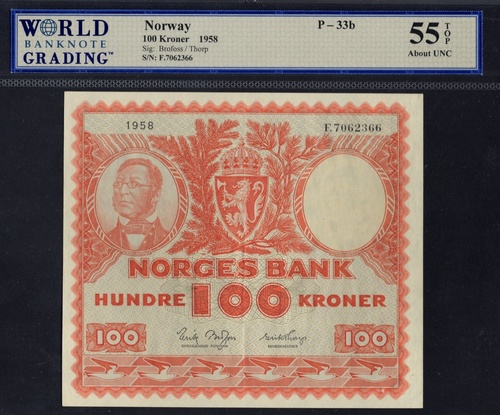 WORLD
BANKNOTE
GRADING™
Norway
100 Kroner 1958
Sig: Brofoss / Thorp
S/N: F.7062366
P – 33b
55 TOP
About UNC
1958
F.7062366
NORGES BANK
HUNDRE 100 KRONER
100
100